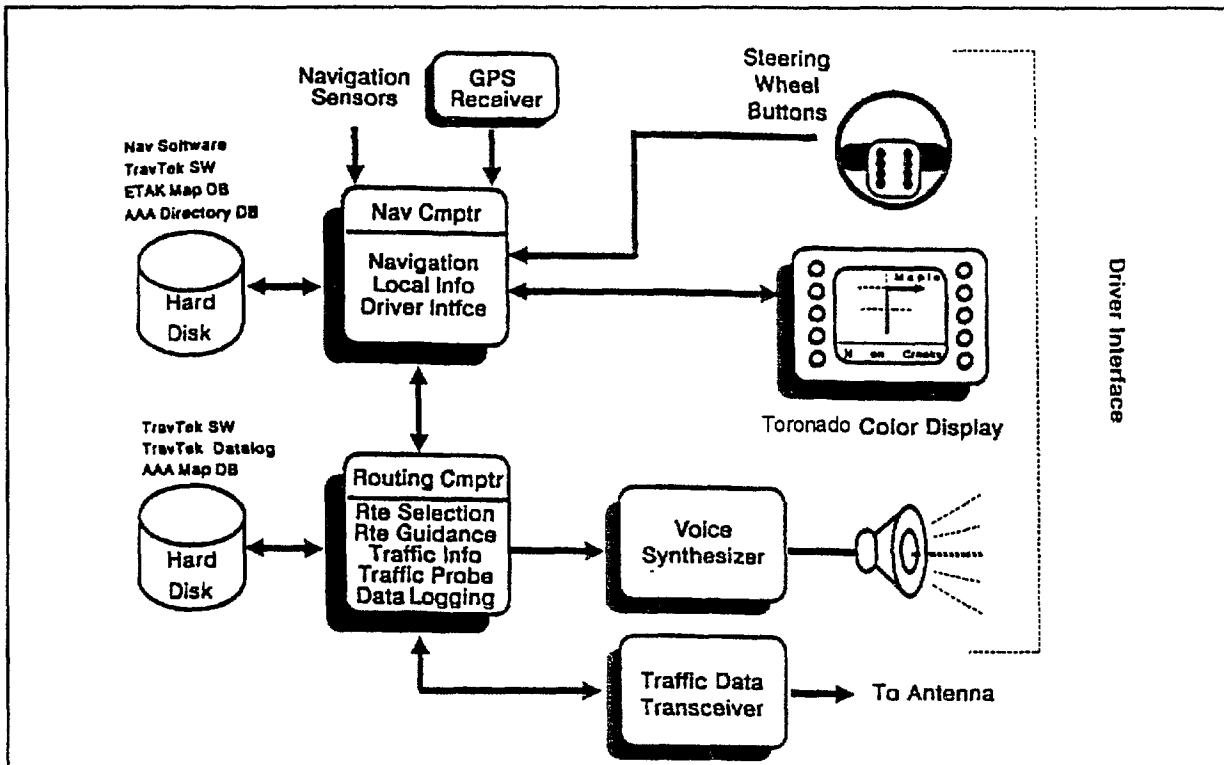 Navigation
Sensors
GPS
Receiver
Steering
Wheel
Buttons
Nav Software
TravTek SW
ETAK Map DB
AAA Directory DB
Hard
Disk
Nav Cmptr
Navigation
Local Info
Driver Intfce
Maple
N on Crooks
Toronado Color Display
Driver Interface
TravTek SW
TravTek Datalog
AAA Map DB
Hard
Disk
Routing Cmptr
Rte Selection
Rte Guidance
Traffic Info
Traffic Probe
Data Logging
Voice
Synthesizer
Traffic Data
Transceiver
To Antenna